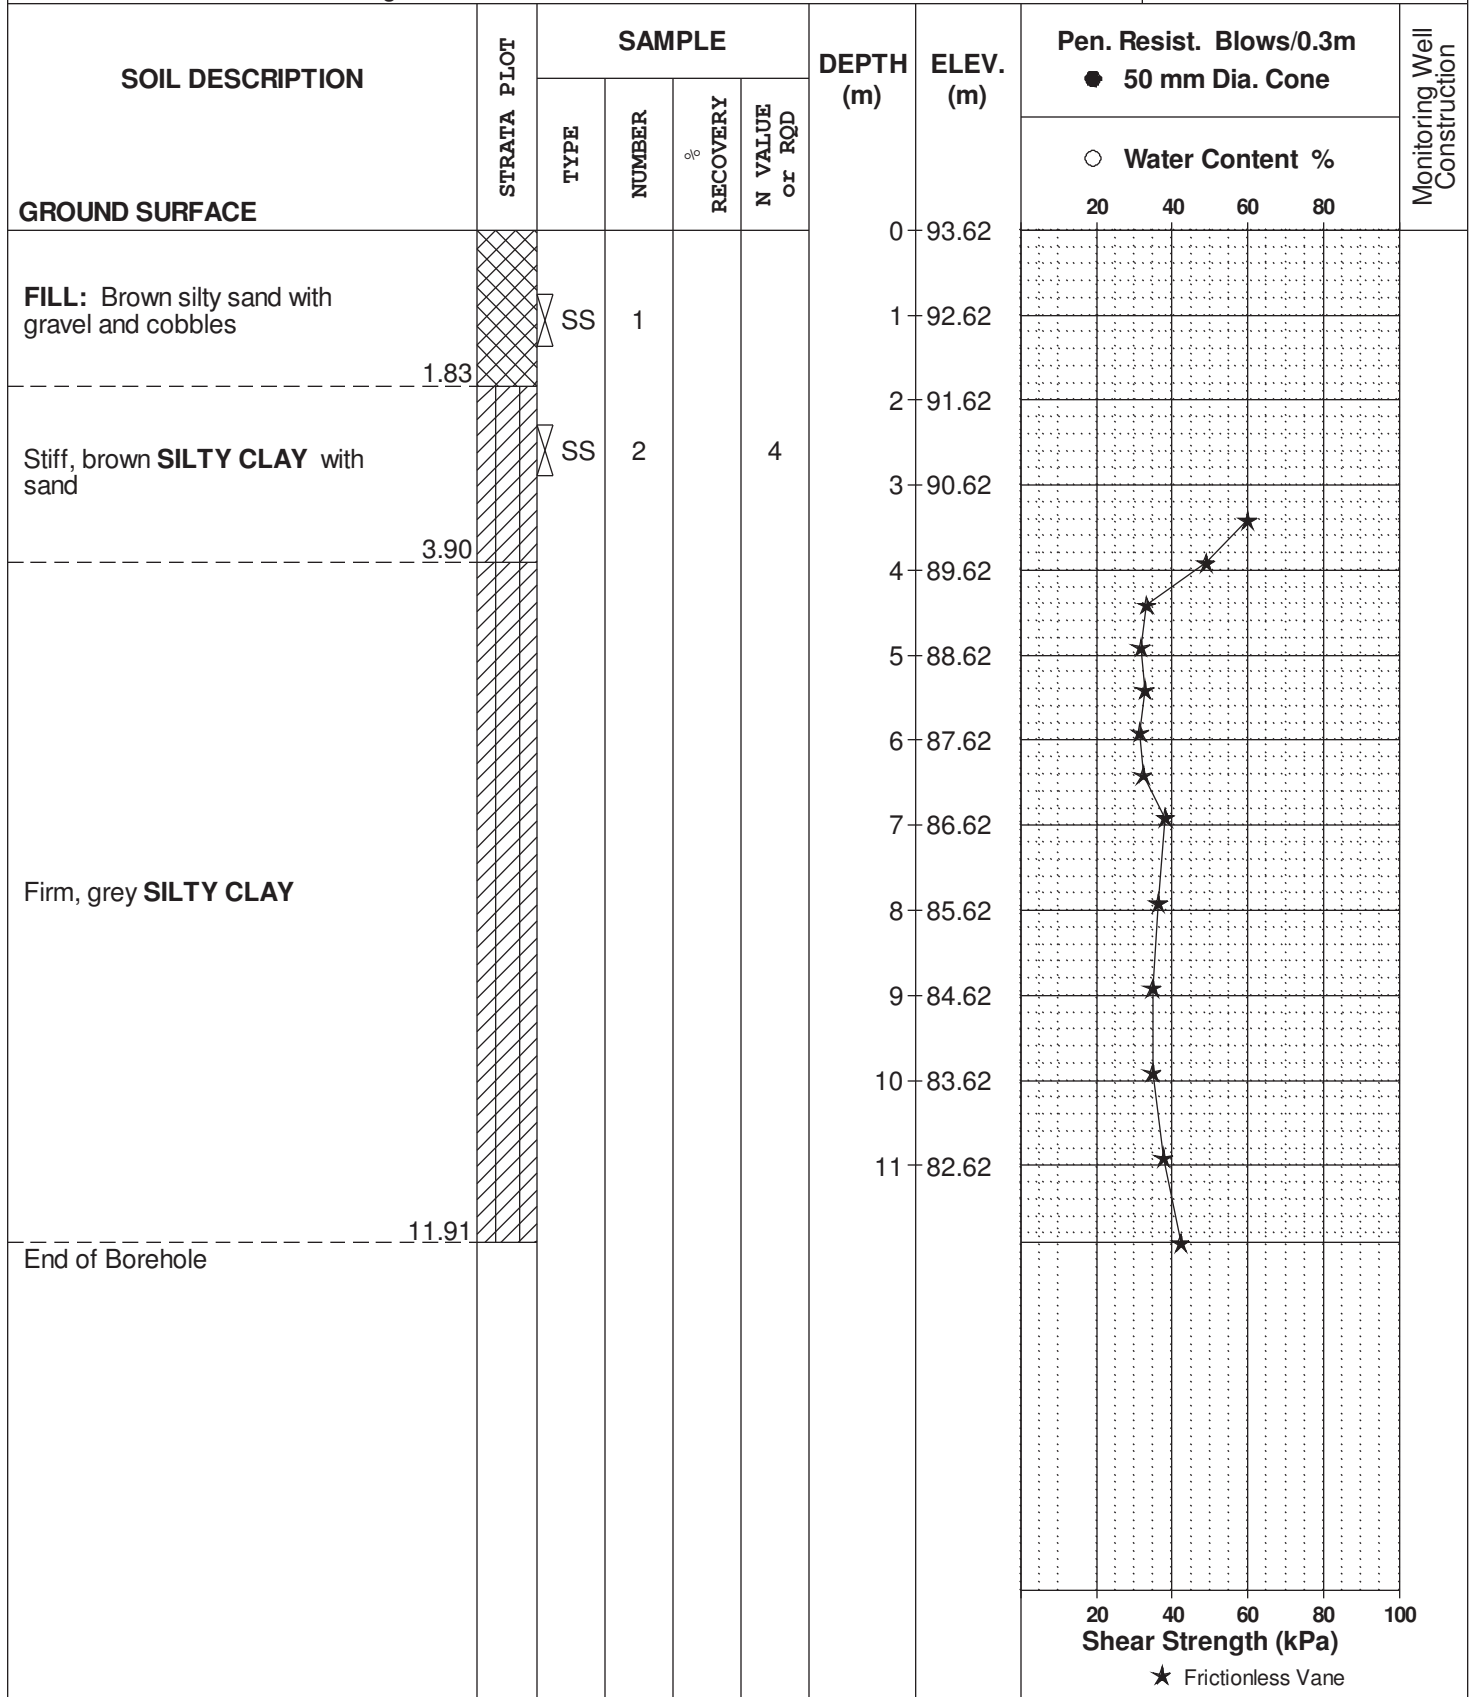 SOIL DESCRIPTION
GROUND SURFACE
STRATA PLOT
SAMPLE
TYPE
NUMBER
%
RECOVERY
N VALUE
or RQD
DEPTH
(m)
ELEV.
(m)
Pen. Resist. Blows/0.3m
● 50 mm Dia. Cone
○ Water Content %
20 40 60 80
Monitoring Well
Construction
0 93.62
FILL: Brown silty sand with
gravel and cobbles
1.83
SS 1
1 92.62
2 91.62
Stiff, brown SILTY CLAY with
sand
3.90
SS 2 4
3 90.62
4 89.62
5 88.62
6 87.62
7 86.62
Firm, grey SILTY CLAY
8 85.62
9 84.62
10 83.62
11 82.62
11.91
End of Borehole
20 40 60 80 100
Shear Strength (kPa)
★ Frictionless Vane